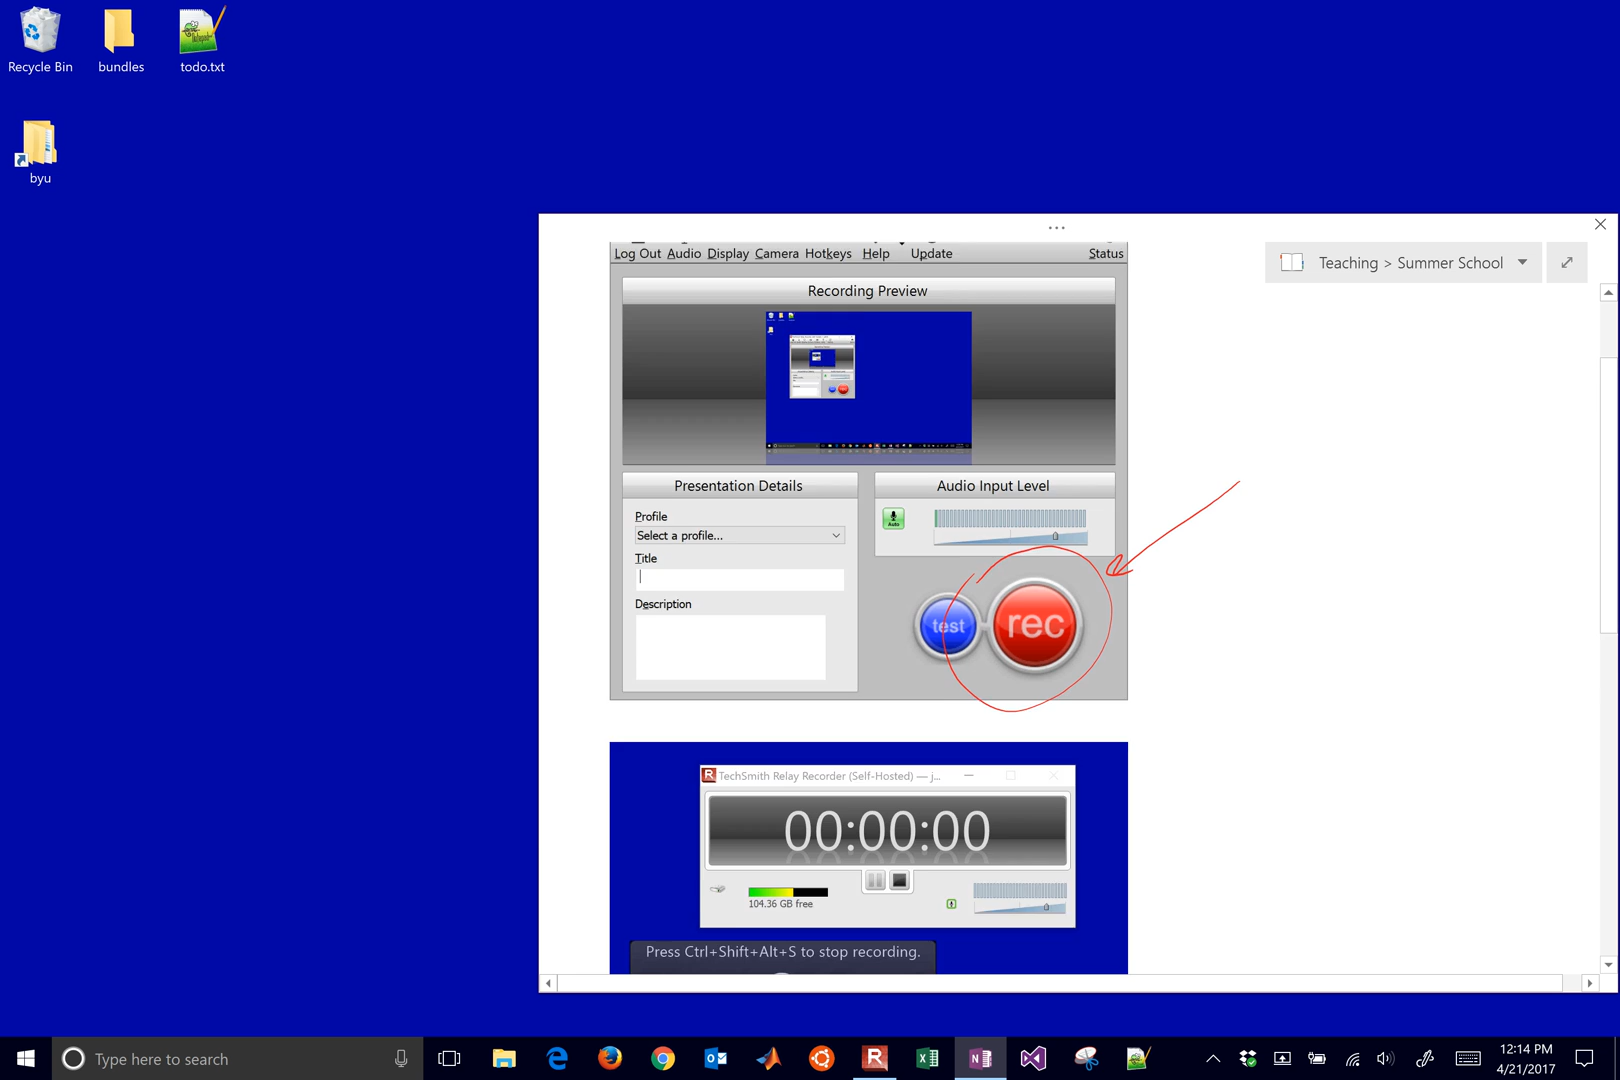 Recycle Bin
bundles
todo.txt
byu
Teaching > Summer School
Log Out Audio Display Camera Hotkeys Help Update Status
Recording Preview
Presentation Details
Audio Input Level
Profile
Auto
Select a profile...
Title
Description
test
rec
R TechSmith Relay Recorder (Self-Hosted) — j...
00:00:00
104.36 GB free
Press Ctrl+Shift+Alt+S to stop recording.
Type here to search
12:14 PM
4/21/2017